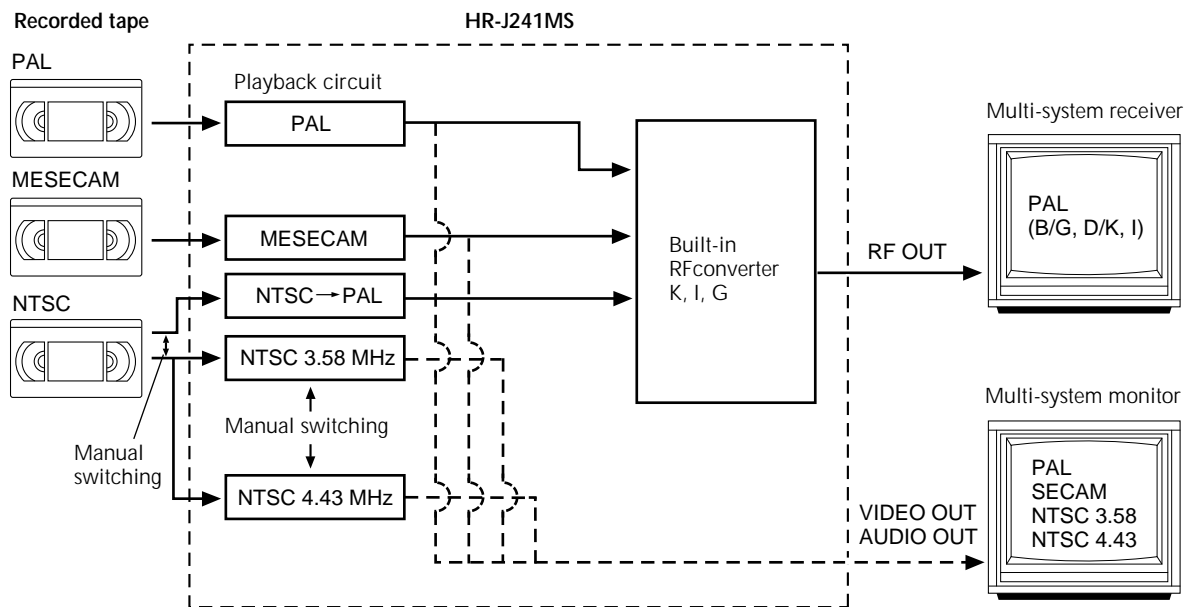 Recorded tape
HR-J241MS
PAL
Playback circuit
PAL
Multi-system receiver
PAL
(B/G, D/K, I)
MESECAM
MESECAM
Built-in
RFconverter
K, I, G
RF OUT
NTSC
NTSC→PAL
NTSC 3.58 MHz
Manual switching
Manual
switching
NTSC 4.43 MHz
Multi-system monitor
PAL
SECAM
NTSC 3.58
NTSC 4.43
VIDEO OUT
AUDIO OUT